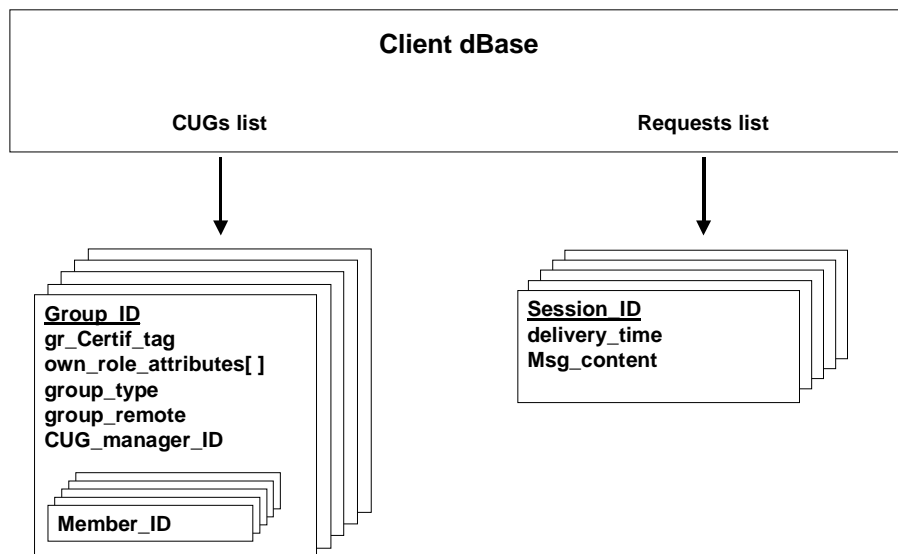 Client dBase
CUGs list
Requests list
Group_ID
gr_Certif_tag
own_role_attributes[ ]
group_type
group_remote
CUG_manager_ID
Member_ID
Session_ID
delivery_time
Msg_content